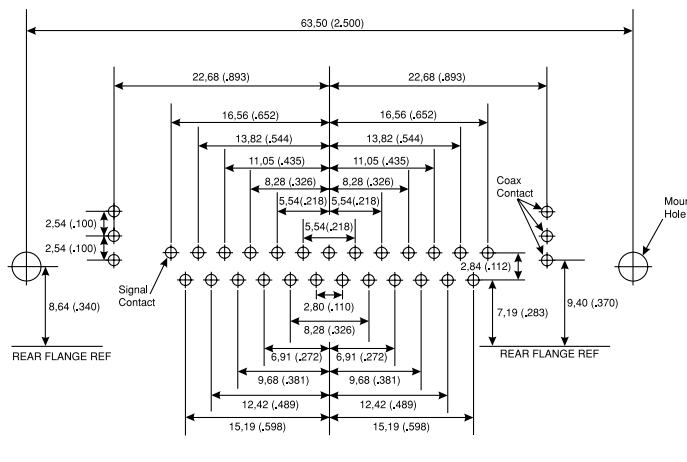 63,50 (2.500)
22,68 (.893) 22,68 (.893)
16,56 (.652) 16,56 (.652)
13,82 (.544) 13,82 (.544)
11,05 (.435) 11,05 (.435)
8,28 (.326) 8,28 (.326)
5,54(.218) 5,54(.218)
5,54(.218)
Coax
Contact
Mour
Hole
2,54 (.100)
2,54 (.100)
2,84 (.112)
Signal
Contact
8,64 (.340)
2,80 (.110)
7,19 (.283)
9,40 (.370)
8,28 (.326)
REAR FLANGE REF REAR FLANGE REF
6,91 (.272) 6,91 (.272)
9,68 (.381) 9,68 (.381)
12,42 (.489) 12,42 (.489)
15,19 (.598) 15,19 (.598)